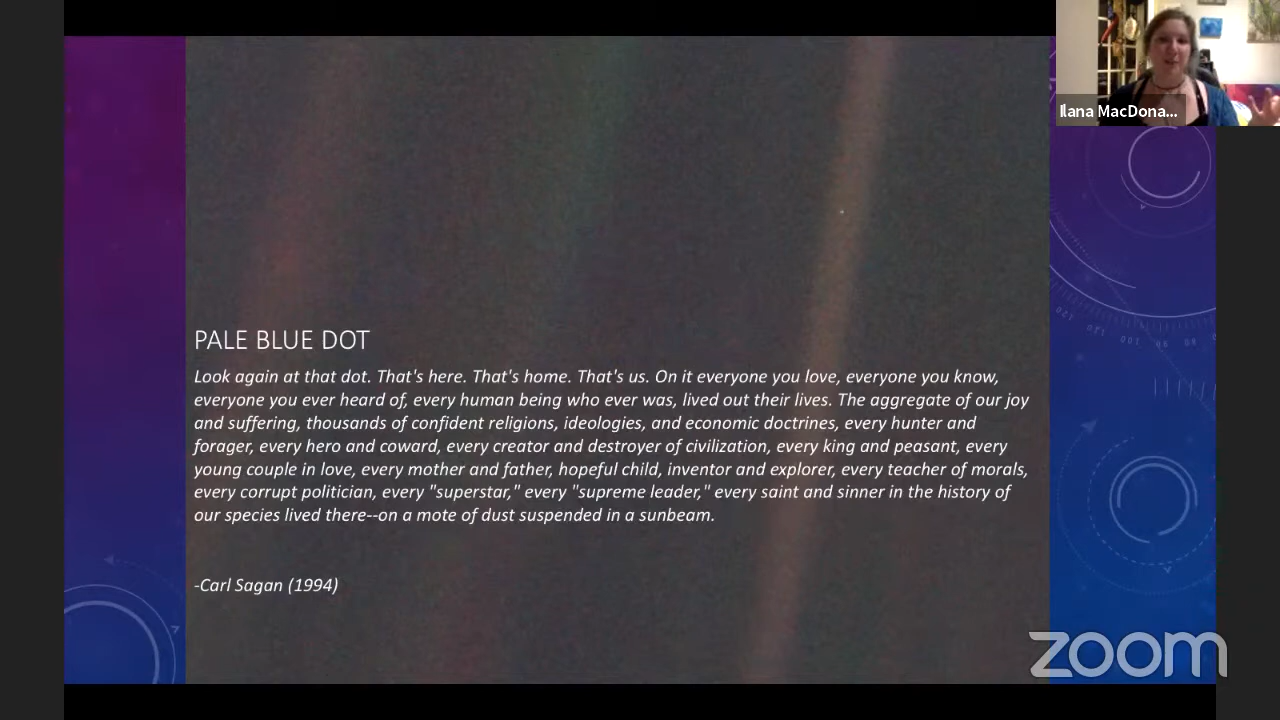 Ilana MacDona...
PALE BLUE DOT
Look again at that dot. That's here. That's home. That's us. On it everyone you love, everyone you know,
everyone you ever heard of, every human being who ever was, lived out their lives. The aggregate of our joy
and suffering, thousands of confident religions, ideologies, and economic doctrines, every hunter and
forager, every hero and coward, every creator and destroyer of civilization, every king and peasant, every
young couple in love, every mother and father, hopeful child, inventor and explorer, every teacher of morals,
every corrupt politician, every "superstar," every "supreme leader," every saint and sinner in the history of
our species lived there--on a mote of dust suspended in a sunbeam.
-Carl Sagan (1994)
zoom